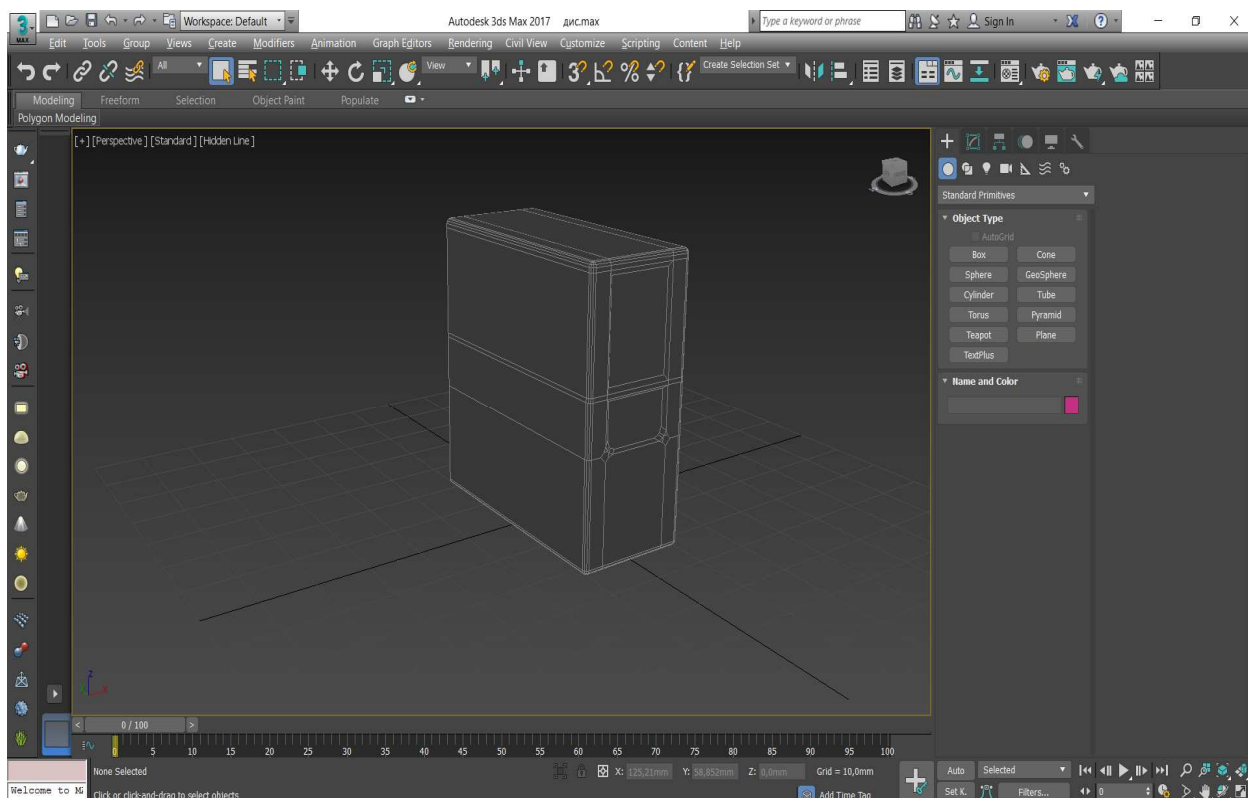 Workspace: Default
Autodesk 3ds Max 2017 дис.max
Type a keyword or phrase
Sign In
3
MAX
Edit Tools Group Views Create Modifiers Animation Graph Editors Rendering Civil View Customize Scripting Content Help
All
View
Create Selection Set
Modeling Freeform Selection Object Paint Populate
Polygon Modeling
[+] [Perspective] [Standard] [Hidden Line]
Standard Primitives
Object Type
AutoGrid
Box Cone
Sphere GeoSphere
Cylinder Tube
Torus Pyramid
Teapot Plane
TextPlus
Name and Color
z
x
0 / 100
0 5 10 15 20 25 30 35 40 45 50 55 60 65 70 75 80 85 90 95 100
None Selected X: 125,21mm Y: 58,852mm Z: 0,0mm Grid = 10,0mm Auto Selected
Welcome to M Click or click-and-drag to select objects Add Time Tag Set K. Filters... 0